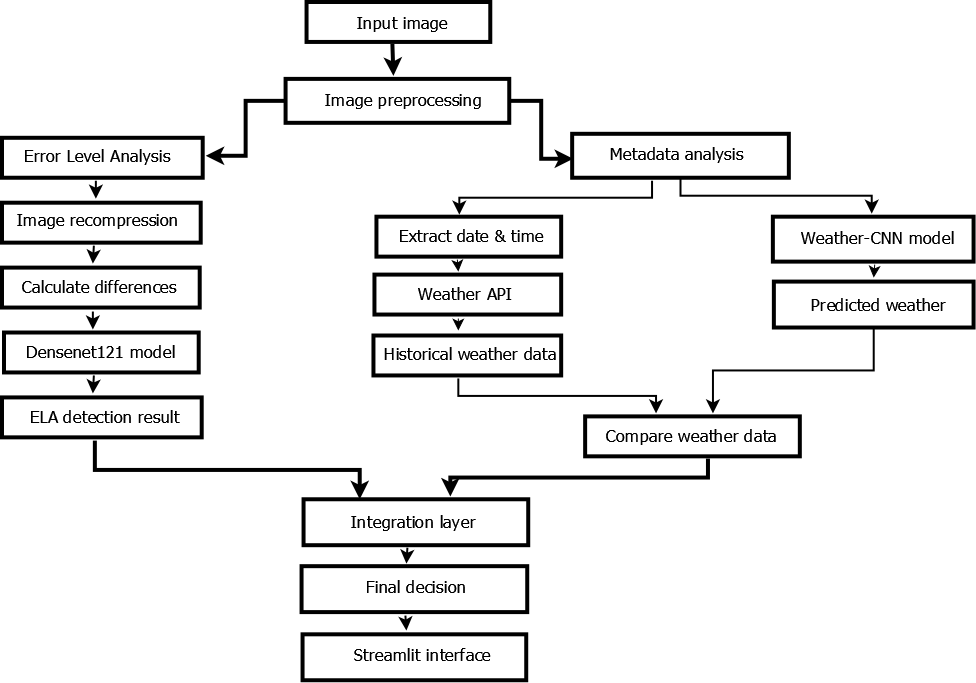 Input image
Image preprocessing
Error Level Analysis
Metadata analysis
Image recompression
Extract date & time
Weather-CNN model
Calculate differences
Weather API
Predicted weather
Densenet121 model
Historical weather data
ELA detection result
Compare weather data
Integration layer
Final decision
Streamlit interface